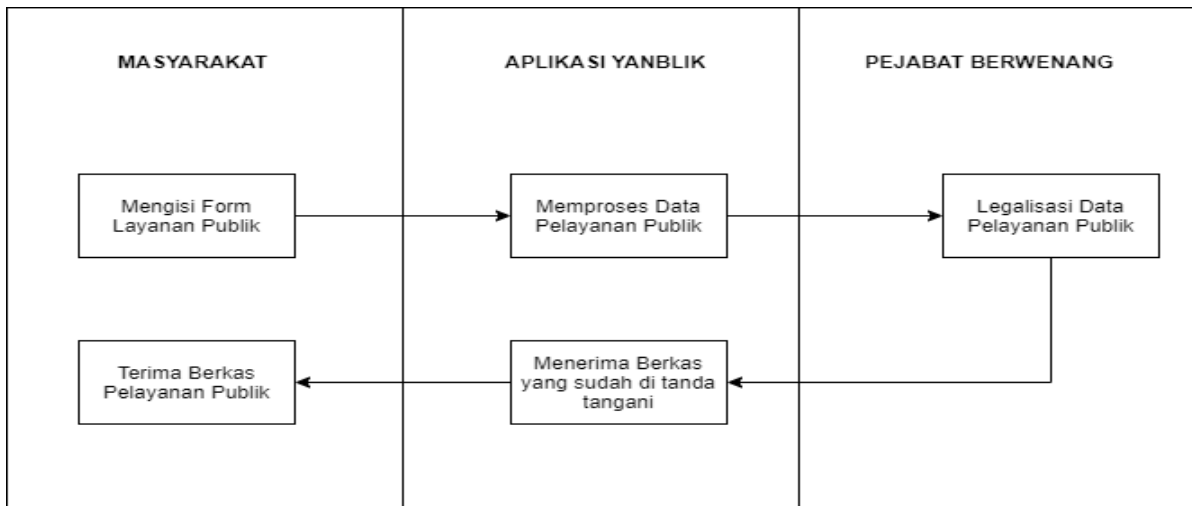 MASYARAKAT
APLIKASI YANBLIK
PEJABAT BERWENANG
Mengisi Form
Layanan Publik
Memproses Data
Pelayanan Publik
Legalisasi Data
Pelayanan Publik
Terima Berkas
Pelayanan Publik
Menerima Berkas
yang sudah di tanda
tangani